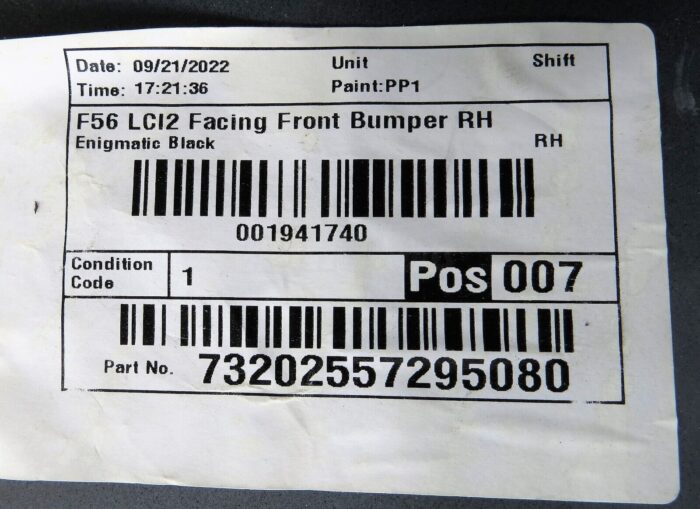 Date: 09/21/2022 Unit Shift
Time: 17:21:36 Paint:PP1
F56 LCI2 Facing Front Bumper RH
Enigmatic Black RH
001941740
Condition Code 1 Pos 007
Part No. 73202557295080